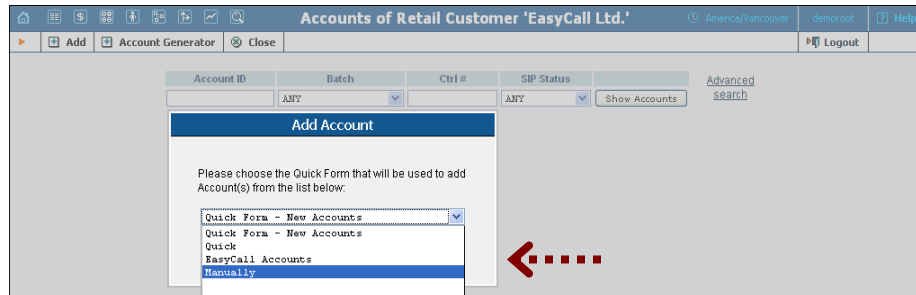 Accounts of Retail Customer 'EasyCall Ltd.' America/Vancouver demoroot Help
Add Account Generator Close Logout
Account ID Batch Ctrl # SIP Status
ANY ANY Show Accounts
Advanced
search
Add Account
Please choose the Quick Form that will be used to add
Account(s) from the list below:
Quick Form - New Accounts
Quick Form - New Accounts
Quick
EasyCall Accounts
Manually